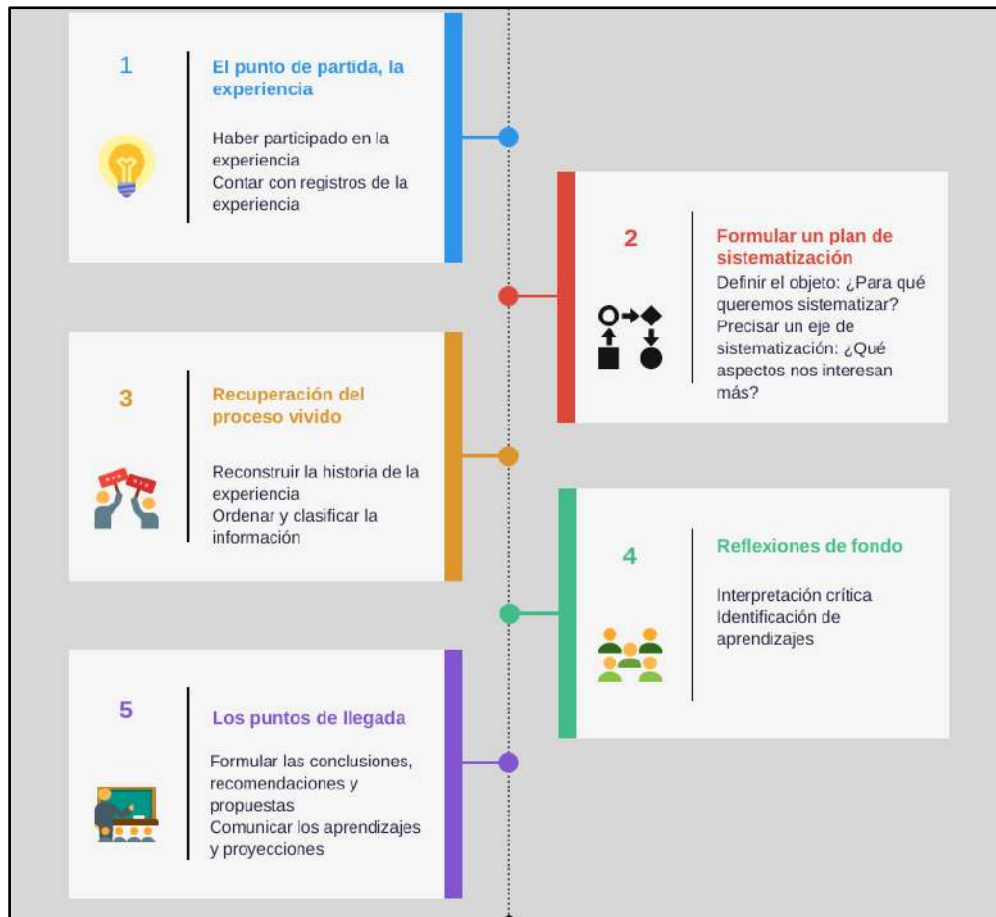 1
El punto de partida, la
experiencia
Haber participado en la
experiencia
Contar con registros de la
experiencia
2
Formular un plan de
sistematización
Definir el objeto: ¿Para qué
queremos sistematizar?
Precisar un eje de
sistematización: ¿Qué
aspectos nos interesan
más?
3
Recuperación del
proceso vivido
Reconstruir la historia de la
experiencia
Ordenar y clasificar la
información
4
Reflexiones de fondo
Interpretación crítica
Identificación de
aprendizajes
5
Los puntos de llegada
Formular las conclusiones,
recomendaciones y
propuestas
Comunicar los aprendizajes
y proyecciones